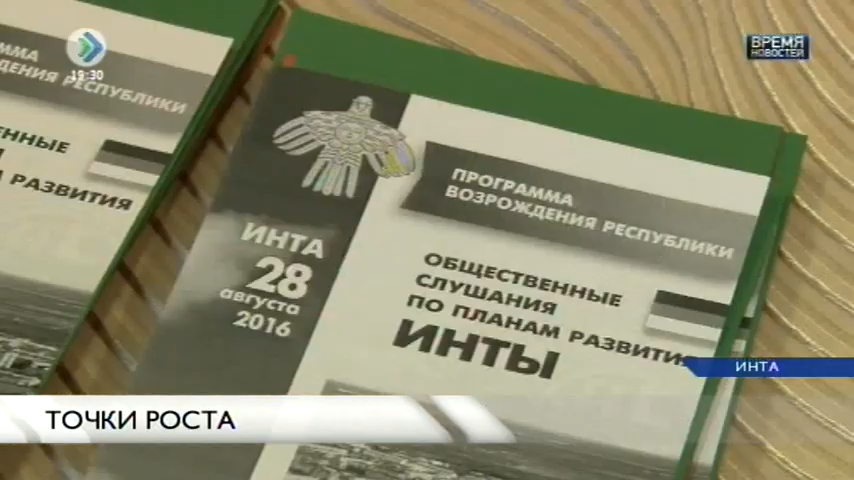 19:30
ВРЕМЯ
НОВОСТЕЙ
ПРОГРАММА
ВОЗРОЖДЕНИЯ РЕСПУБЛИКИ
ИНТА
28
августа
2016
ОБЩЕСТВЕННЫЕ
СЛУШАНИЯ
ПО ПЛАНАМ РАЗВИТИЯ
ИНТЫ
РАЗВИТИЯ
ВОЗРОЖДЕНИЯ РЕСПУБЛИКИ
ИНТА
ТОЧКИ РОСТА